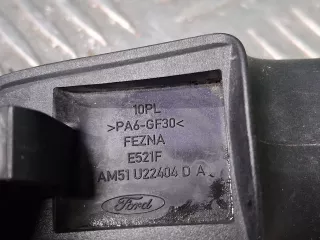 10PL
>PA6-GF30<
FEZNA
E521F
AM51 U22404 D A
Ford